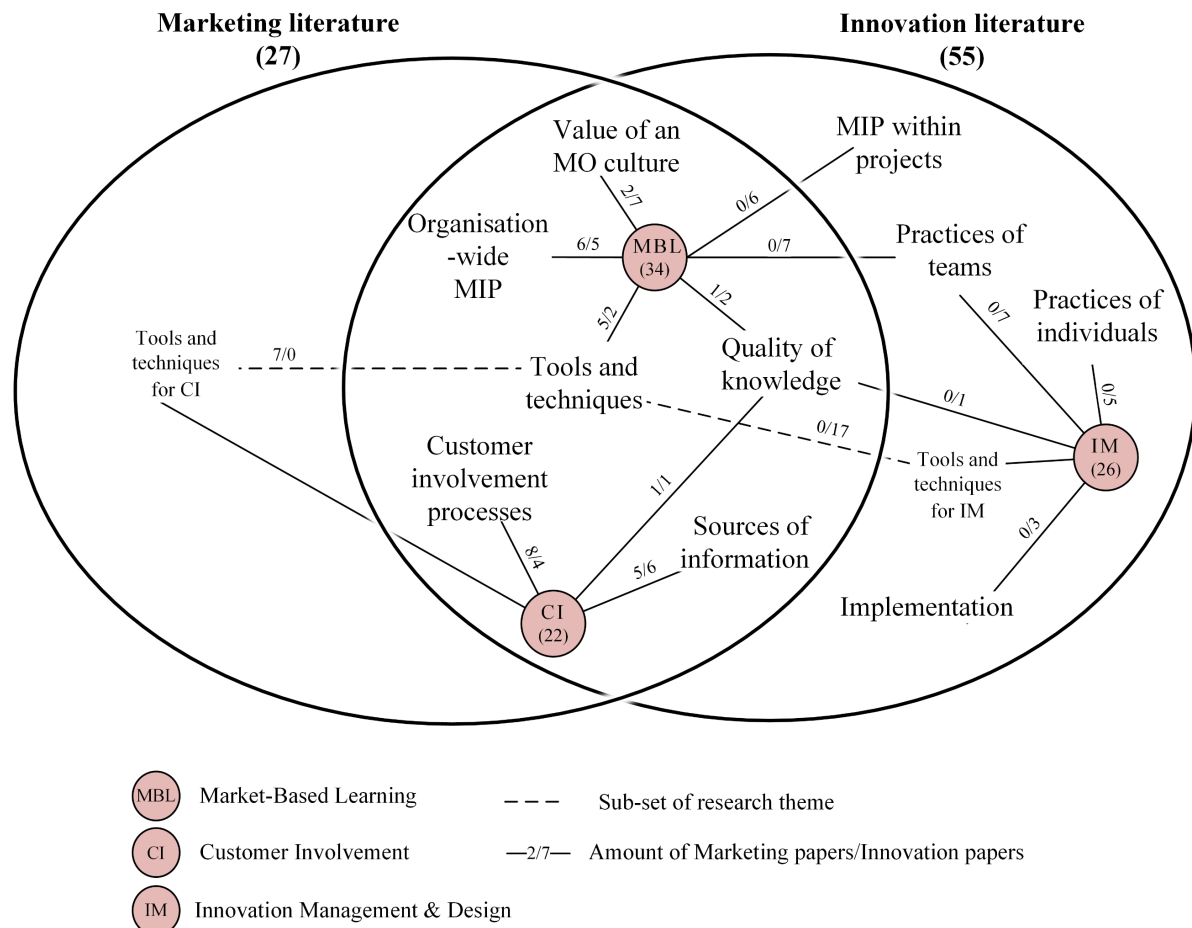 Marketing literature
(27)
Innovation literature
(55)
Value of an
MO culture
MIP within
projects
2/7
0/6
Organisation
-wide
MIP
6/5
MBL
(34)
0/7
Practices of
teams
1/2
5/2
0/7
Practices of
individuals
Tools and
techniques
for CI
7/0
Tools and
techniques
Quality of
knowledge
0/1
0/5
0/17
Customer
involvement
processes
Tools and
techniques
for IM
IM
(26)
1/1
8/4
Sources of
information
5/6
0/3
CI
(22)
Implementation
MBL
Market-Based Learning
Sub-set of research theme
CI
Customer Involvement
2/7
Amount of Marketing papers/Innovation papers
IM
Innovation Management & Design